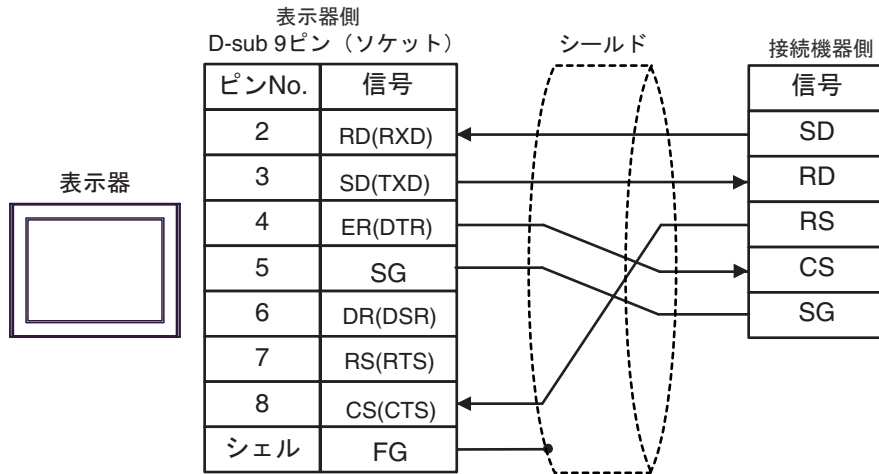 表示器側
D-sub 9ピン（ソケット）
シールド
接続機器側
表示器
ピンNo. 信号
2 RD(RXD)
3 SD(TXD)
4 ER(DTR)
5 SG
6 DR(DSR)
7 RS(RTS)
8 CS(CTS)
シェル FG
信号
SD
RD
RS
CS
SG